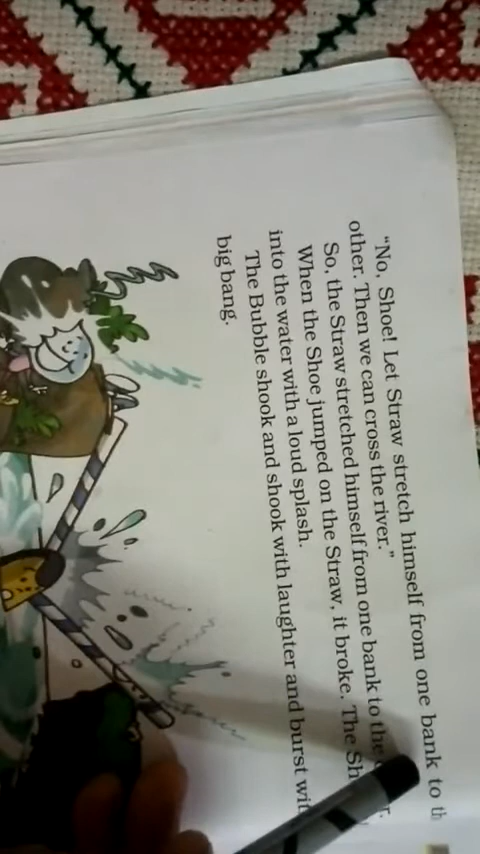 "No, Shoe! Let Straw stretch himself from one bank to
other. Then we can cross the river."
So, the Straw stretched himself from one bank to the
When the Shoe jumped on the Straw, it broke. The
into the water with a loud splash.
The Bubble shook and shook with laughter and burst
big bang.